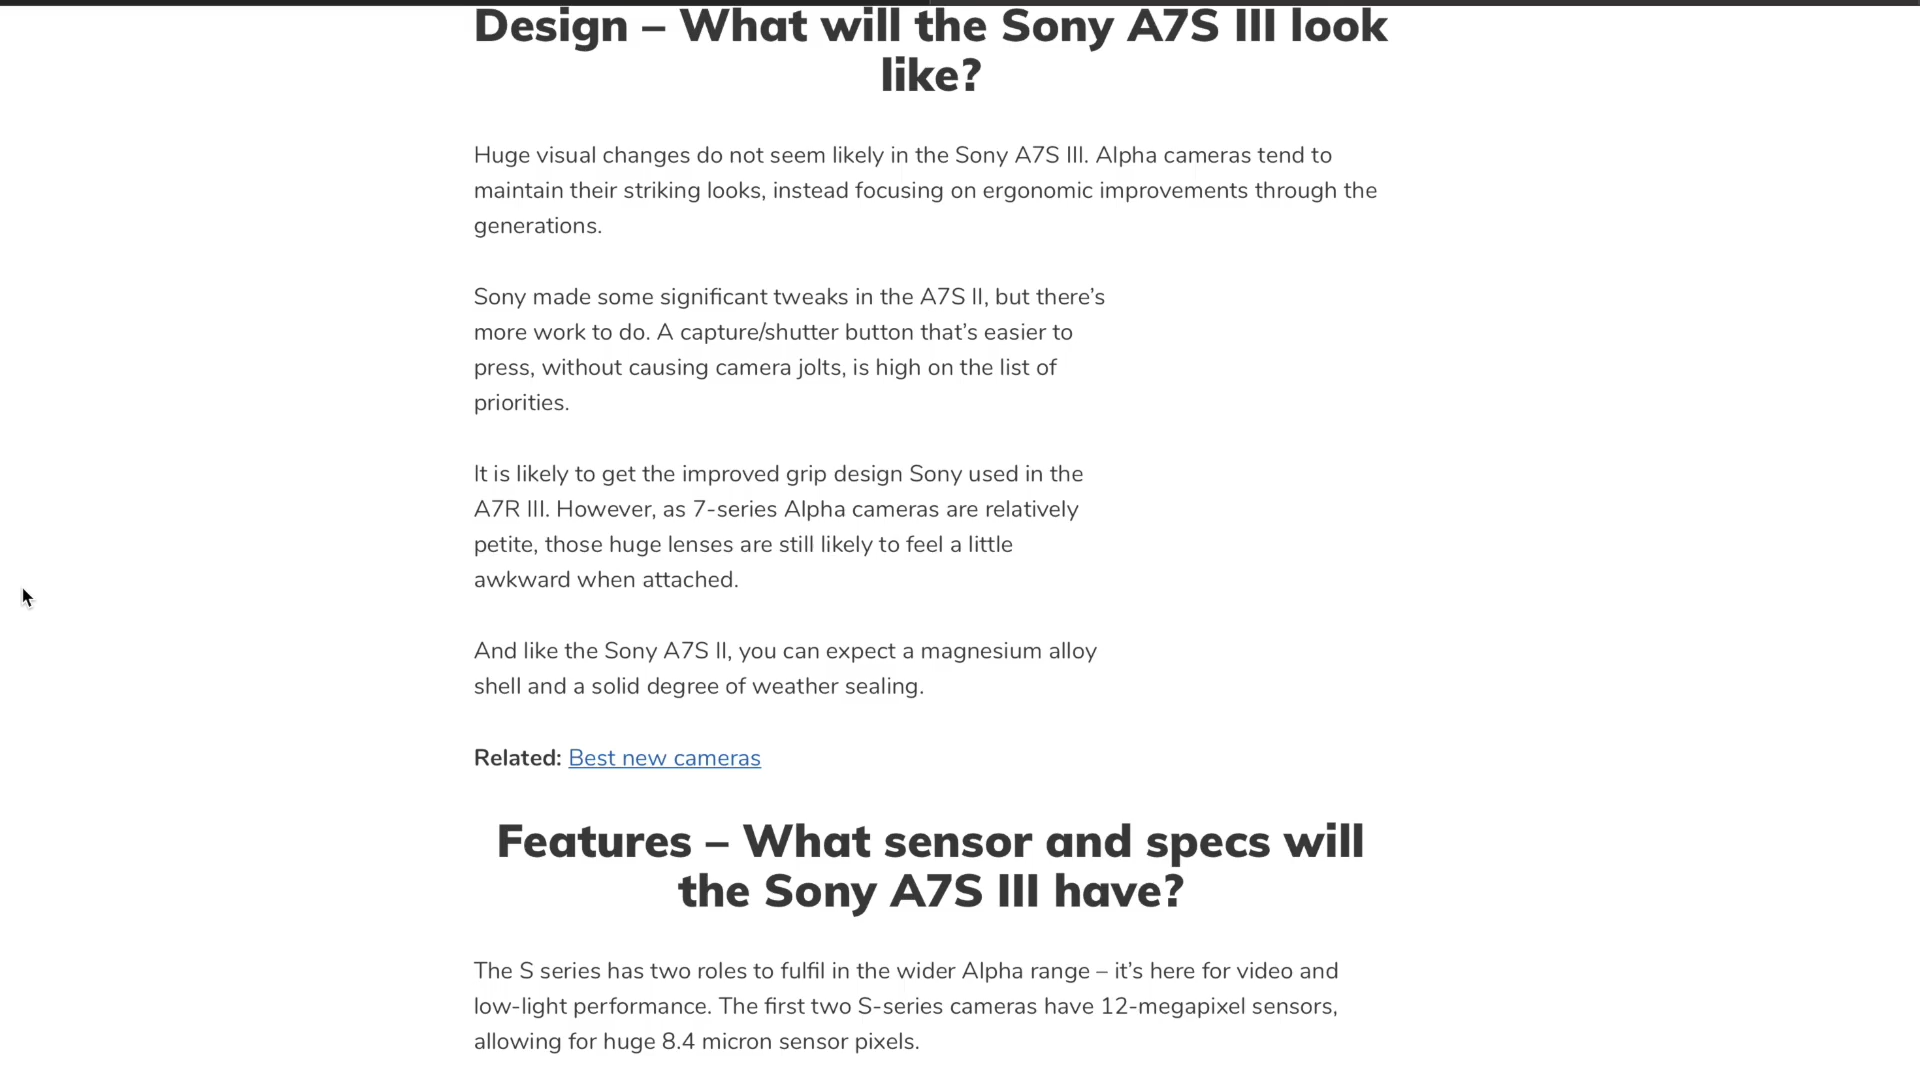 Design – What will the Sony A7S III look
like?
Huge visual changes do not seem likely in the Sony A7S III. Alpha cameras tend to
maintain their striking looks, instead focusing on ergonomic improvements through the
generations.
Sony made some significant tweaks in the A7S II, but there’s
more work to do. A capture/shutter button that’s easier to
press, without causing camera jolts, is high on the list of
priorities.
It is likely to get the improved grip design Sony used in the
A7R III. However, as 7-series Alpha cameras are relatively
petite, those huge lenses are still likely to feel a little
awkward when attached.
And like the Sony A7S II, you can expect a magnesium alloy
shell and a solid degree of weather sealing.
Related: Best new cameras
Features – What sensor and specs will
the Sony A7S III have?
The S series has two roles to fulfil in the wider Alpha range – it’s here for video and
low-light performance. The first two S-series cameras have 12-megapixel sensors,
allowing for huge 8.4 micron sensor pixels.